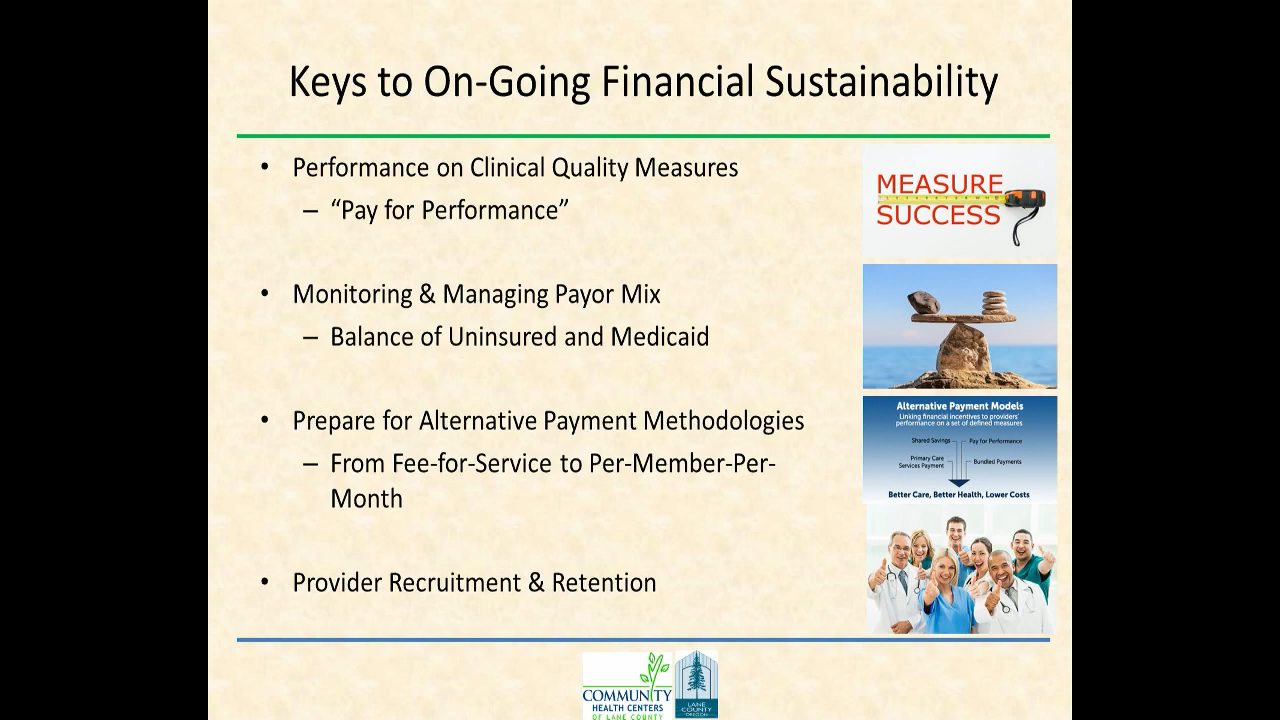 Keys to On-Going Financial Sustainability
• Performance on Clinical Quality Measures
– “Pay for Performance”
• Monitoring & Managing Payor Mix
– Balance of Uninsured and Medicaid
• Prepare for Alternative Payment Methodologies
– From Fee-for-Service to Per-Member-Per-
Month
• Provider Recruitment & Retention
MEASURE
SUCCESS
Alternative Payment Models
Linking financial incentives to providers'
performance on a set of defined measures
Shared Savings
Pay for Performance
Primary Care
Services Payment
Bundled Payments
Better Care, Better Health, Lower Costs
COMMUNITY
HEALTH CENTERS
OF LANE COUNTY
LANE
COUNTY
OREGON